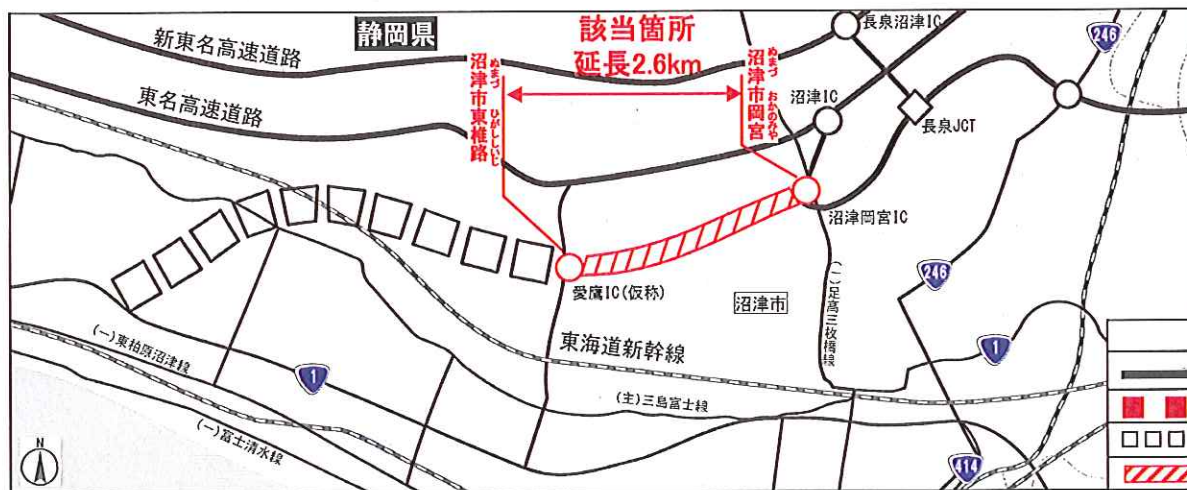 静岡県
新東名高速道路
東名高速道路
該当箇所
延長2.6km
沼津市東椎路
ぬまづ ひがししいじ
沼津市岡宮
ぬまづ おかのみや
長泉沼津IC
沼津IC
長泉JCT
246
沼津岡宮IC
愛鷹IC(仮称)
沼津市
(一)足高三枚橋線
246
東海道新幹線
1
(主)三島富士線
(一)東柏原沼津線
1
(一)富士清水線
414
N